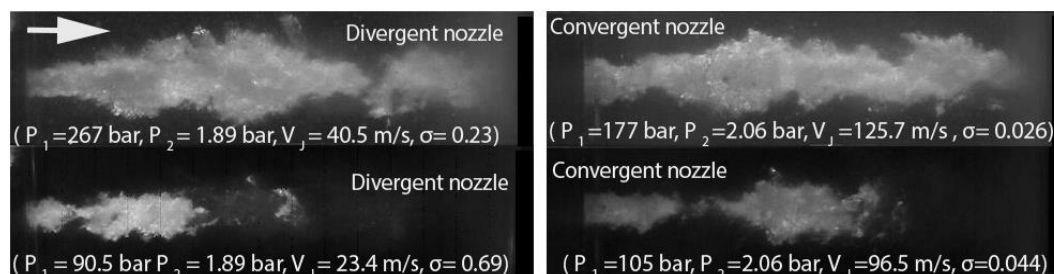 Divergent nozzle
( P 1 =267 bar, P 2 = 1.89 bar, V J = 40.5 m/s, σ= 0.23)
Divergent nozzle
( P 1 = 90.5 bar P 2 = 1.89 bar, V J = 23.4 m/s, σ= 0.69)
Convergent nozzle
( P 1 =177 bar, P 2 =2.06 bar, V J =125.7 m/s , σ= 0.026)
Convergent nozzle
( P 1 =105 bar, P 2 =2.06 bar, V J =96.5 m/s, σ=0.044)